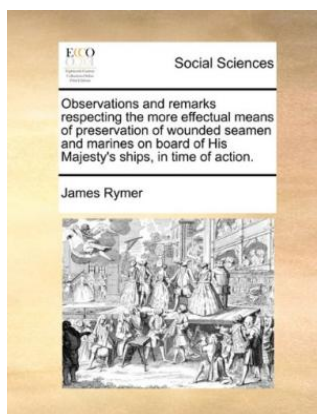 ECCO
Social Sciences
Observations and remarks
respecting the more effectual means
of preservation of wounded seamen
and marines on board of His
Majesty's ships, in time of action.
James Rymer